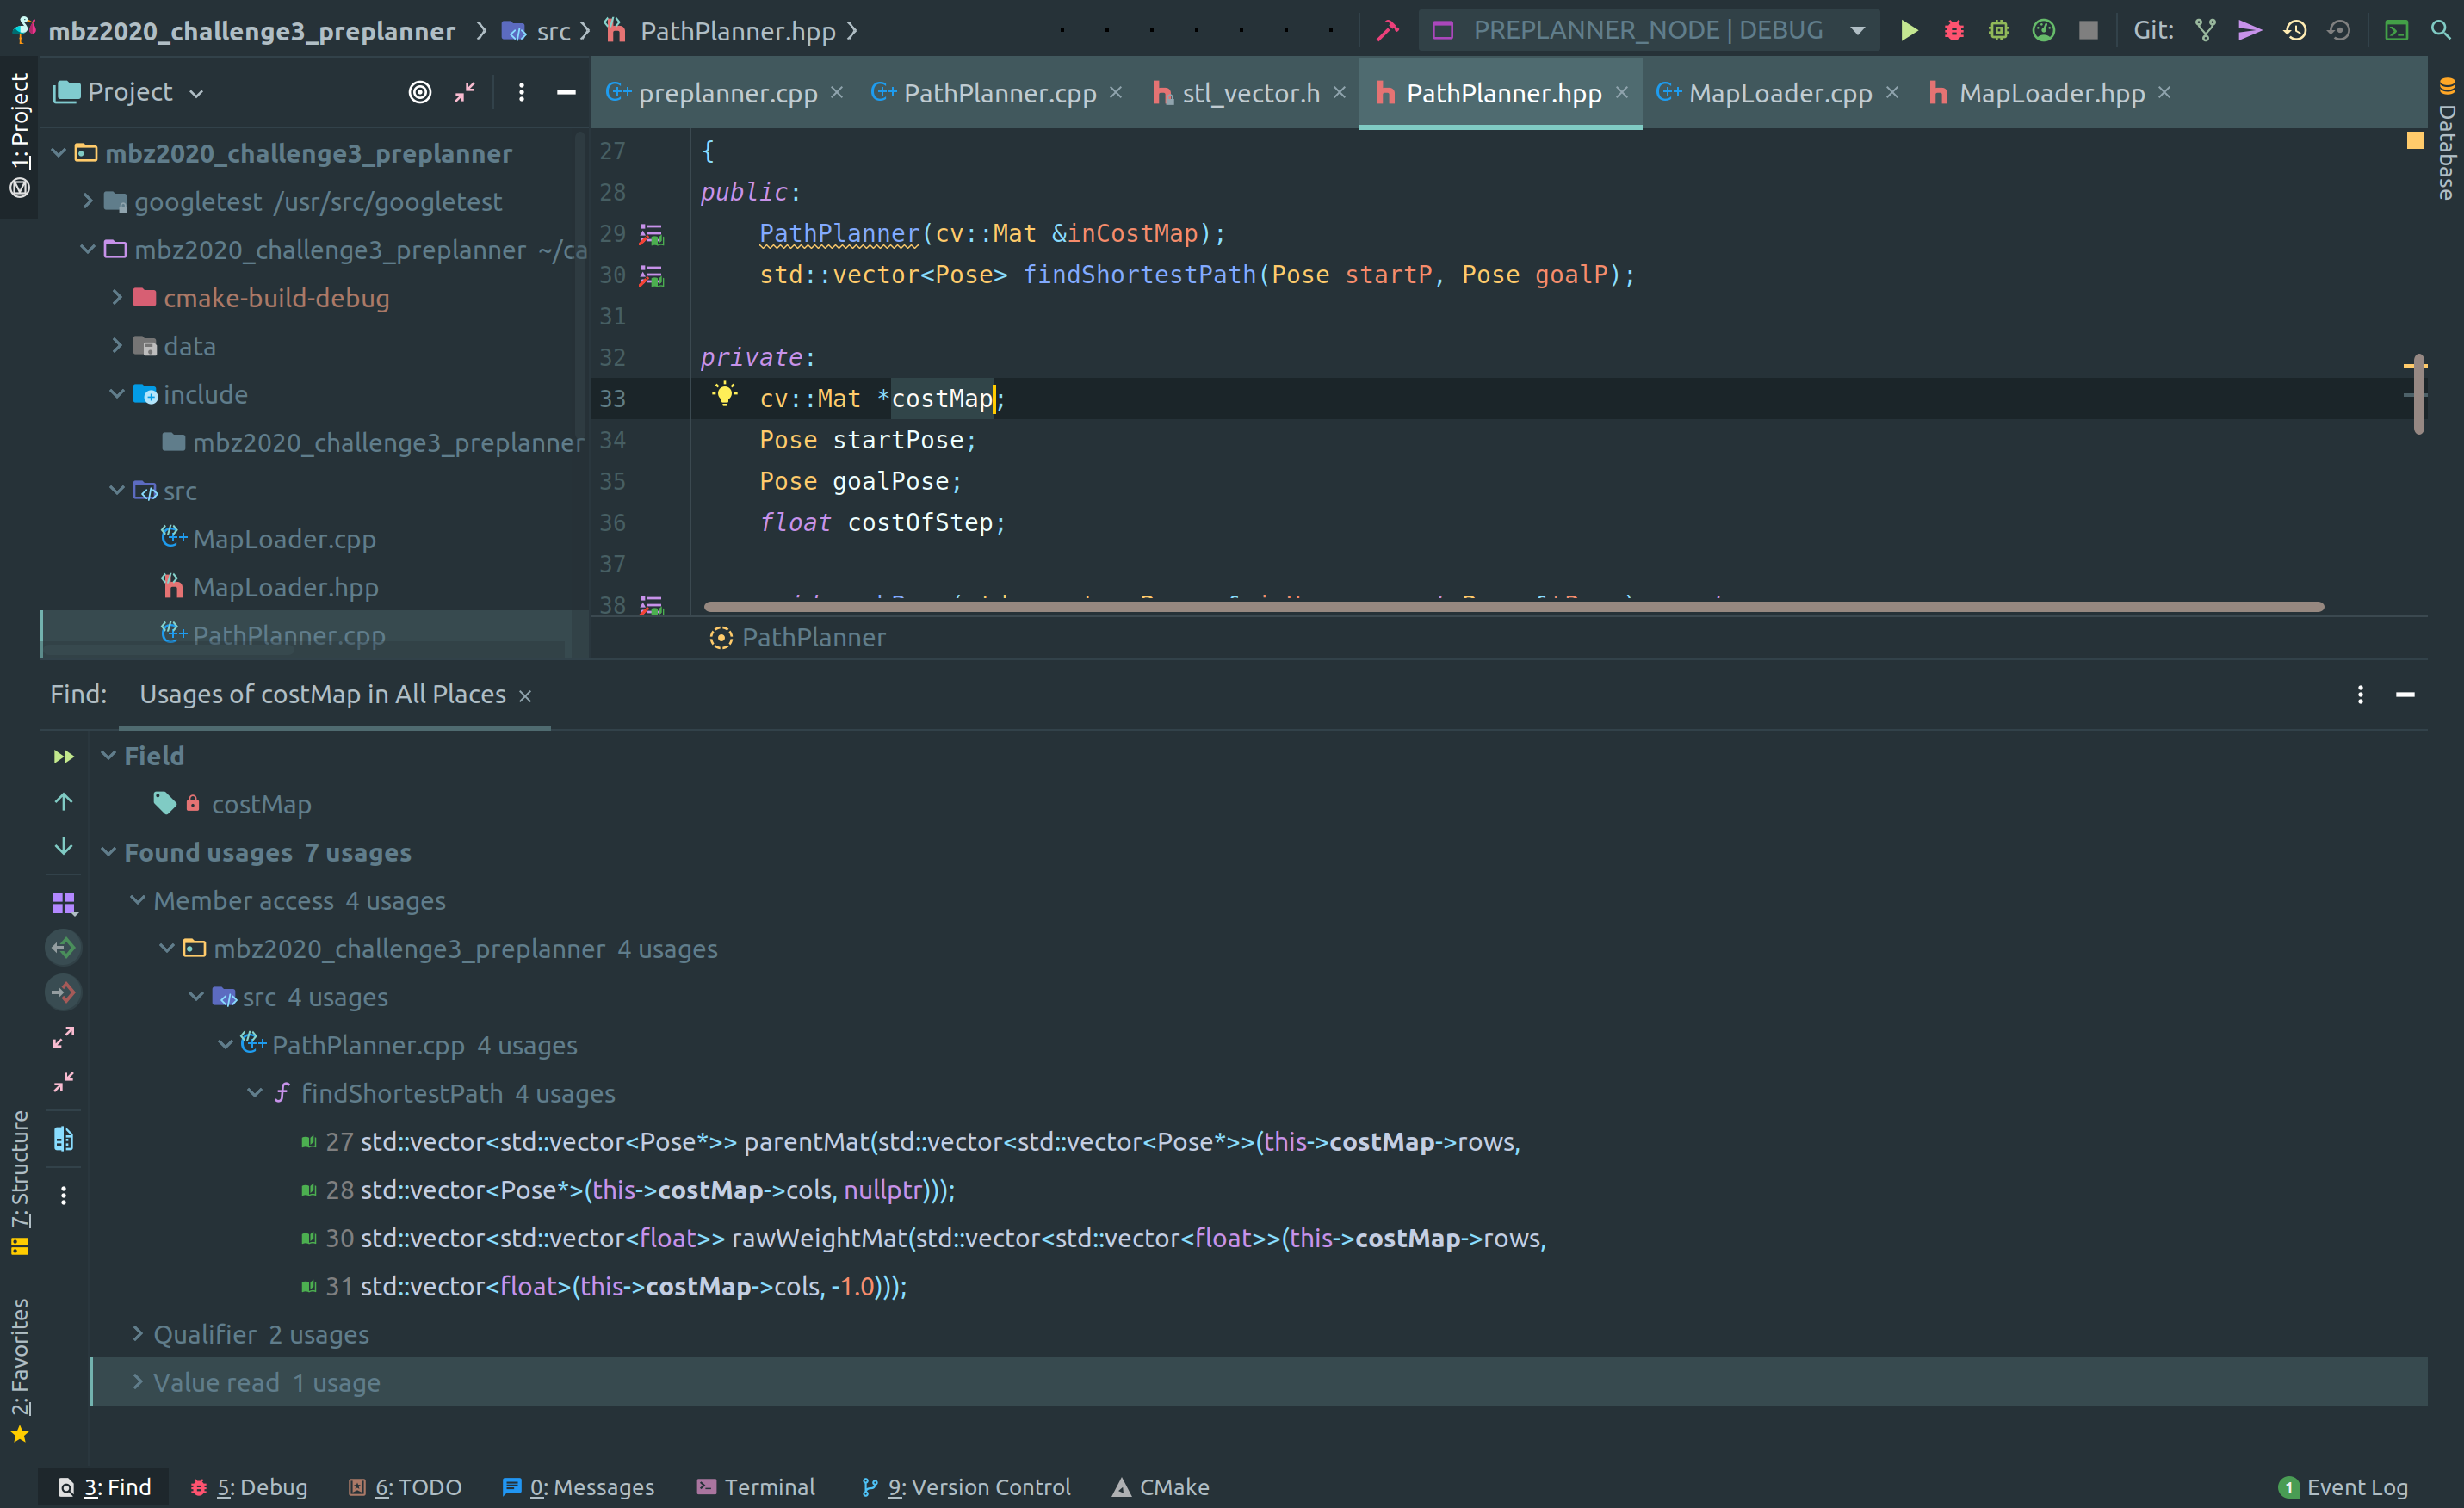 mbz2020_challenge3_preplanner src PathPlanner.hpp PREPLANNER_NODE | DEBUG Git:
1: Project
Project
preplanner.cpp PathPlanner.cpp stl_vector.h PathPlanner.hpp MapLoader.cpp MapLoader.hpp
Database
mbz2020_challenge3_preplanner
googletest /usr/src/googletest
mbz2020_challenge3_preplanner ~/ca
cmake-build-debug
data
include
mbz2020_challenge3_preplanner
src
MapLoader.cpp
MapLoader.hpp
PathPlanner.cpp
27 {
28 public:
29 PathPlanner(cv::Mat &inCostMap);
30 std::vector<Pose> findShortestPath(Pose startP, Pose goalP);
31
32 private:
33 cv::Mat *costMap;
34 Pose startPose;
35 Pose goalPose;
36 float costOfStep;
37
38
PathPlanner
Find: Usages of costMap in All Places
Field
costMap
Found usages 7 usages
Member access 4 usages
mbz2020_challenge3_preplanner 4 usages
src 4 usages
PathPlanner.cpp 4 usages
findShortestPath 4 usages
27 std::vector<std::vector<Pose*>> parentMat(std::vector<std::vector<Pose*>>(this->costMap->rows,
28 std::vector<Pose*>(this->costMap->cols, nullptr)));
30 std::vector<std::vector<float>> rawWeightMat(std::vector<std::vector<float>>(this->costMap->rows,
31 std::vector<float>(this->costMap->cols, -1.0)));
Qualifier 2 usages
Value read 1 usage
7: Structure
2: Favorites
3: Find 5: Debug 6: TODO 0: Messages Terminal 9: Version Control CMake 1 Event Log